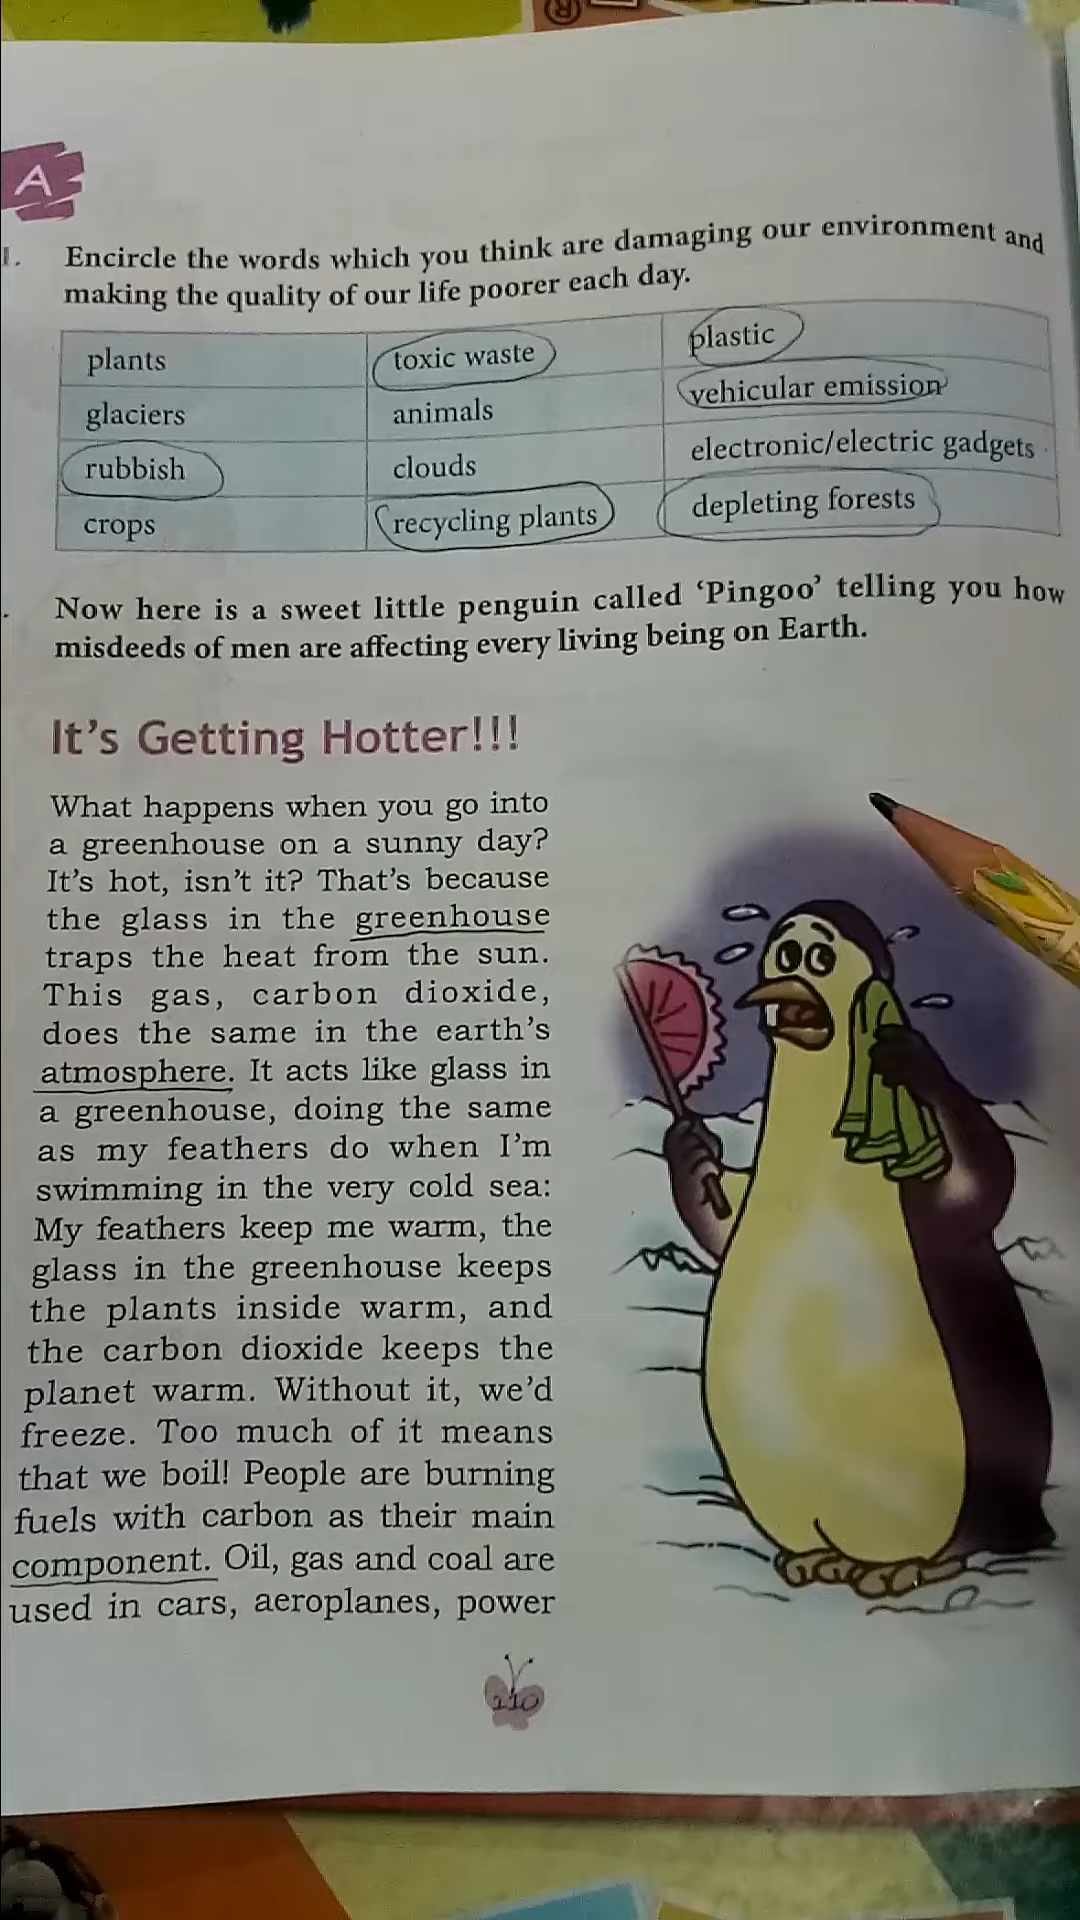 A
1. Encircle the words which you think are damaging our environment and
making the quality of our life poorer each day.
plants toxic waste plastic
glaciers animals vehicular emission
rubbish clouds electronic/electric gadgets
crops recycling plants depleting forests
Now here is a sweet little penguin called ‘Pingoo’ telling you how
misdeeds of men are affecting every living being on Earth.
It’s Getting Hotter!!!
What happens when you go into
a greenhouse on a sunny day?
It’s hot, isn’t it? That’s because
the glass in the greenhouse
traps the heat from the sun.
This gas, carbon dioxide,
does the same in the earth’s
atmosphere. It acts like glass in
a greenhouse, doing the same
as my feathers do when I’m
swimming in the very cold sea:
My feathers keep me warm, the
glass in the greenhouse keeps
the plants inside warm, and
the carbon dioxide keeps the
planet warm. Without it, we’d
freeze. Too much of it means
that we boil! People are burning
fuels with carbon as their main
component. Oil, gas and coal are
used in cars, aeroplanes, power
110